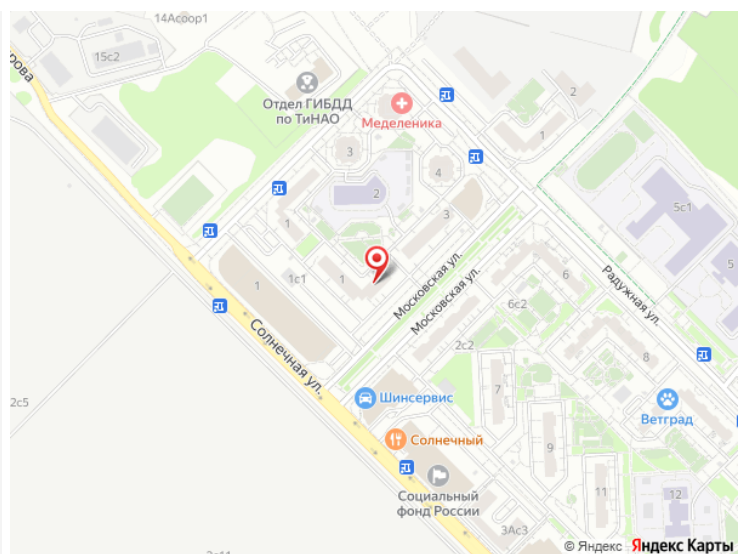 14Асоор1
15с2
Отдел ГИБДД
по ТиНАО
Меделеника
3
2
4
1
2
1
3
5с1
5
1с1
1
1
Московская ул.
Московская ул.
6
6с2
Радужная ул.
Солнечная ул.
2с2
8
7
Шинсервис
Ветград
2с5
Солнечный
9
Социальный
фонд России
11
12
3Ас3
© Яндекс Яндекс Карты